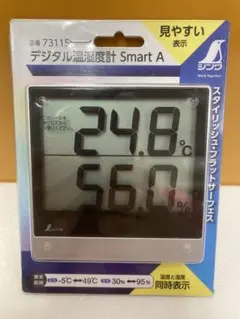 品番 73115
デジタル温湿度計 Smart A
見やすい
表示
シンワ
スタイリッシュ・フラットサーフェス
24.8℃
56.0%
-5℃⟷49℃
30%⟷95%
温度と湿度
同時表示